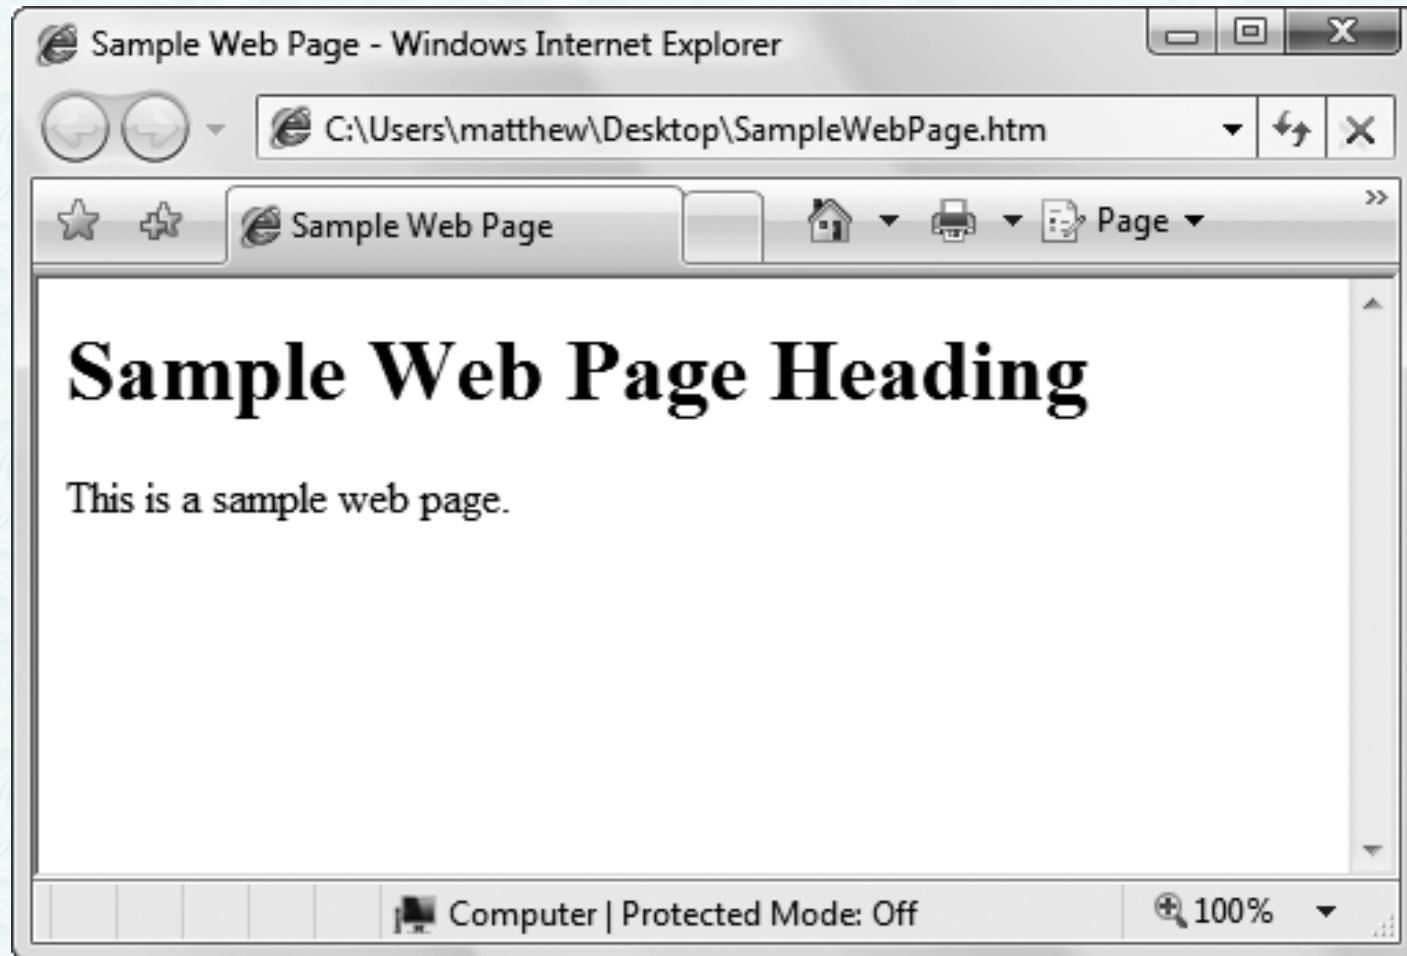 Sample Web Page - Windows Internet Explorer
C:\Users\matthew\Desktop\SampleWebPage.htm
Sample Web Page
Page
Sample Web Page Heading
This is a sample web page.
Computer | Protected Mode: Off
100%